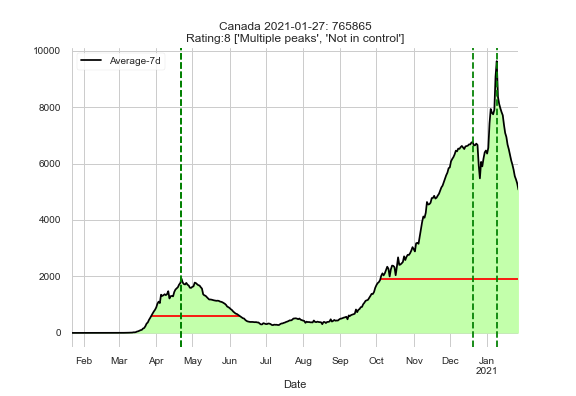 Canada 2021-01-27: 765865
Rating:8 ['Multiple peaks', 'Not in control']
Average-7d
10000
8000
6000
4000
2000
0
Feb Mar Apr May Jun Jul Aug Sep Oct Nov Dec Jan
2021
Date